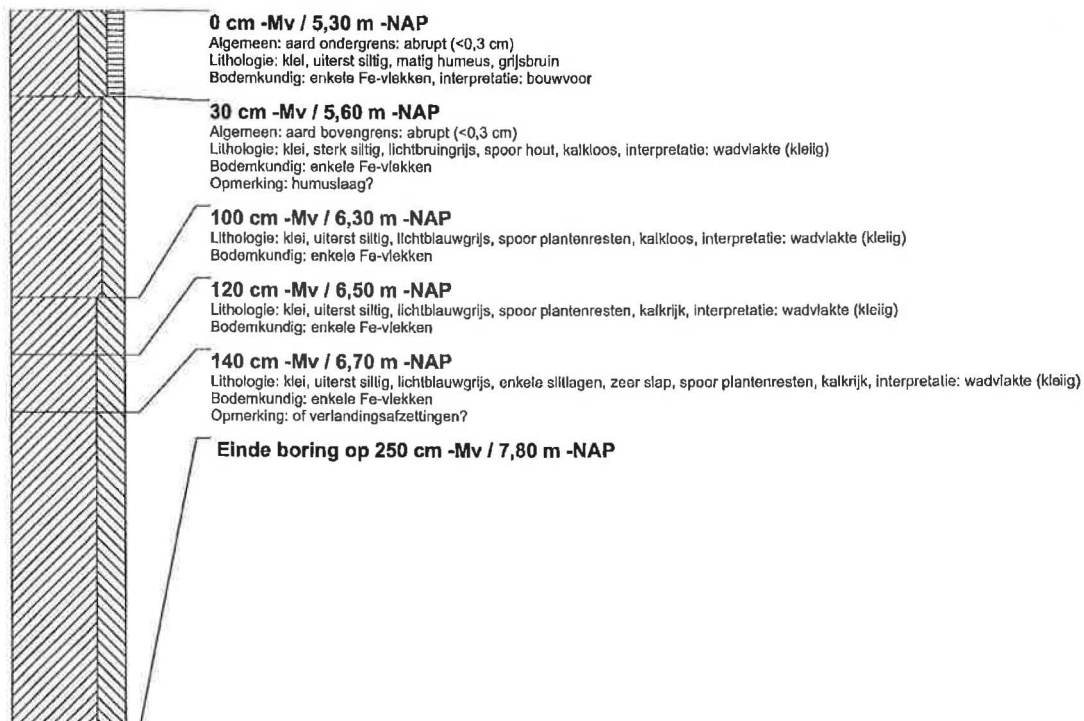 0 cm -Mv / 5,30 m -NAP
Algemeen: aard ondergrens: abrupt (<0,3 cm)
Lithologie: klei, uiterst siltig, matig humeus, grijsbruin
Bodemkundig: enkele Fe-vlekken, interpretatie: bouwvoor
30 cm -Mv / 5,60 m -NAP
Algemeen: aard bovengrens: abrupt (<0,3 cm)
Lithologie: klei, sterk siltig, lichtbruingrijs, spoor hout, kalkloos, interpretatie: wadvlakte (kleiig)
Bodemkundig: enkele Fe-vlekken
Opmerking: humuslaag?
100 cm -Mv / 6,30 m -NAP
Lithologie: klei, uiterst siltig, lichtblauwgrijs, spoor plantenresten, kalkloos, interpretatie: wadvlakte (kleiig)
Bodemkundig: enkele Fe-vlekken
120 cm -Mv / 6,50 m -NAP
Lithologie: klei, uiterst siltig, lichtblauwgrijs, spoor plantenresten, kalkrijk, interpretatie: wadvlakte (kleiig)
Bodemkundig: enkele Fe-vlekken
140 cm -Mv / 6,70 m -NAP
Lithologie: klei, uiterst siltig, lichtblauwgrijs, enkele siltlagen, zeer slap, spoor plantenresten, kalkrijk, interpretatie: wadvlakte (kleiig)
Bodemkundig: enkele Fe-vlekken
Opmerking: of verlandingsafzettingen?
Einde boring op 250 cm -Mv / 7,80 m -NAP